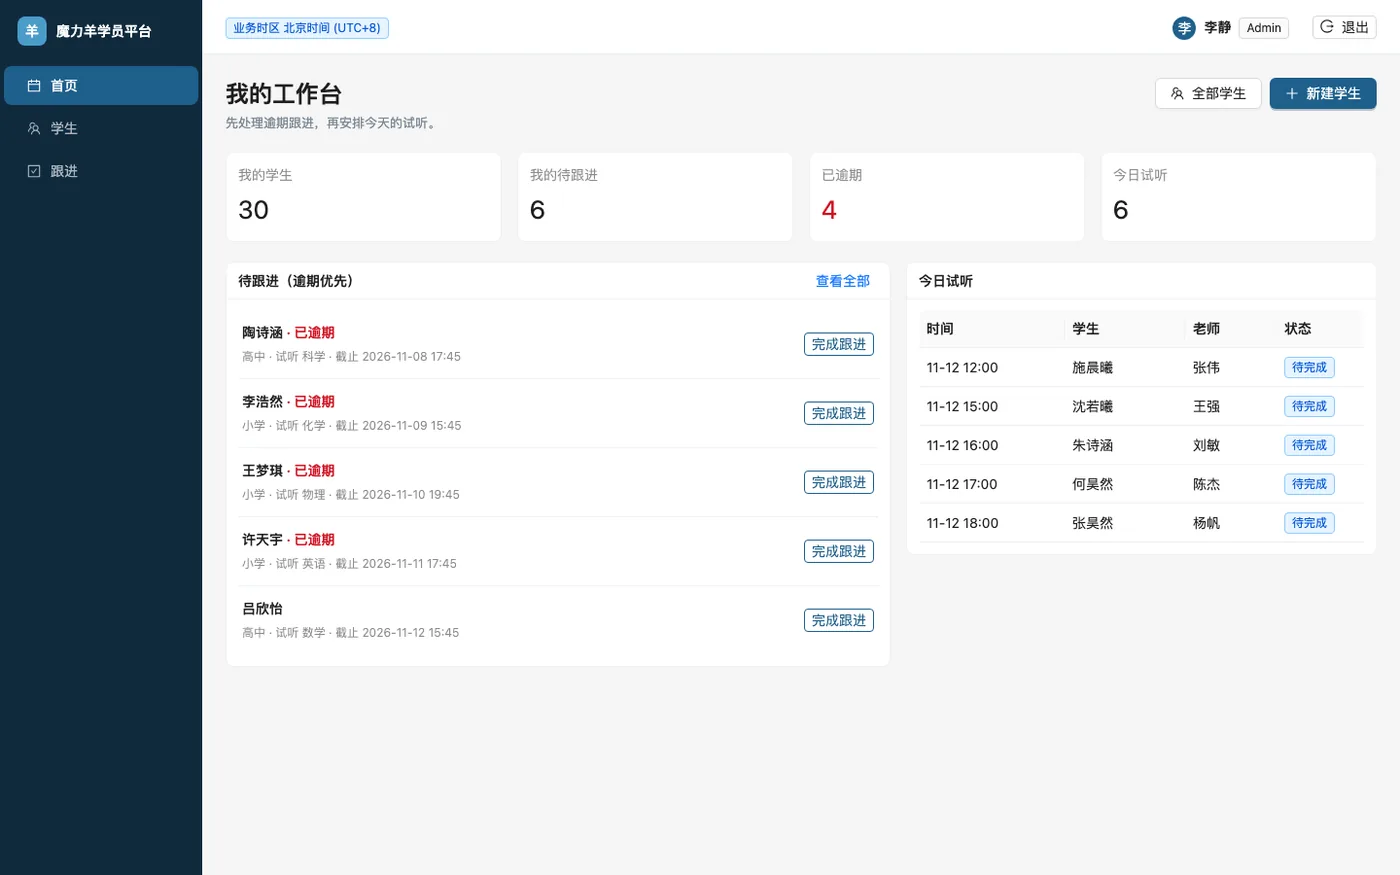 羊 魔力羊学员平台
首页
学生
跟进
业务时区 北京时间 (UTC+8)
李 李静 Admin 退出
我的工作台
先处理逾期跟进，再安排今天的试听。
全部学生 新建学生
我的学生
30
我的待跟进
6
已逾期
4
今日试听
6
待跟进（逾期优先） 查看全部
陶诗涵 · 已逾期
高中 · 试听 科学 · 截止 2026-11-08 17:45
完成跟进
李浩然 · 已逾期
小学 · 试听 化学 · 截止 2026-11-09 15:45
完成跟进
王梦琪 · 已逾期
小学 · 试听 物理 · 截止 2026-11-10 19:45
完成跟进
许天宇 · 已逾期
小学 · 试听 英语 · 截止 2026-11-11 17:45
完成跟进
吕欣怡
高中 · 试听 数学 · 截止 2026-11-12 15:45
完成跟进
今日试听
时间 学生 老师 状态
11-12 12:00 施晨曦 张伟 待完成
11-12 15:00 沈若曦 王强 待完成
11-12 16:00 朱诗涵 刘敏 待完成
11-12 17:00 何昊然 陈杰 待完成
11-12 18:00 张昊然 杨帆 待完成